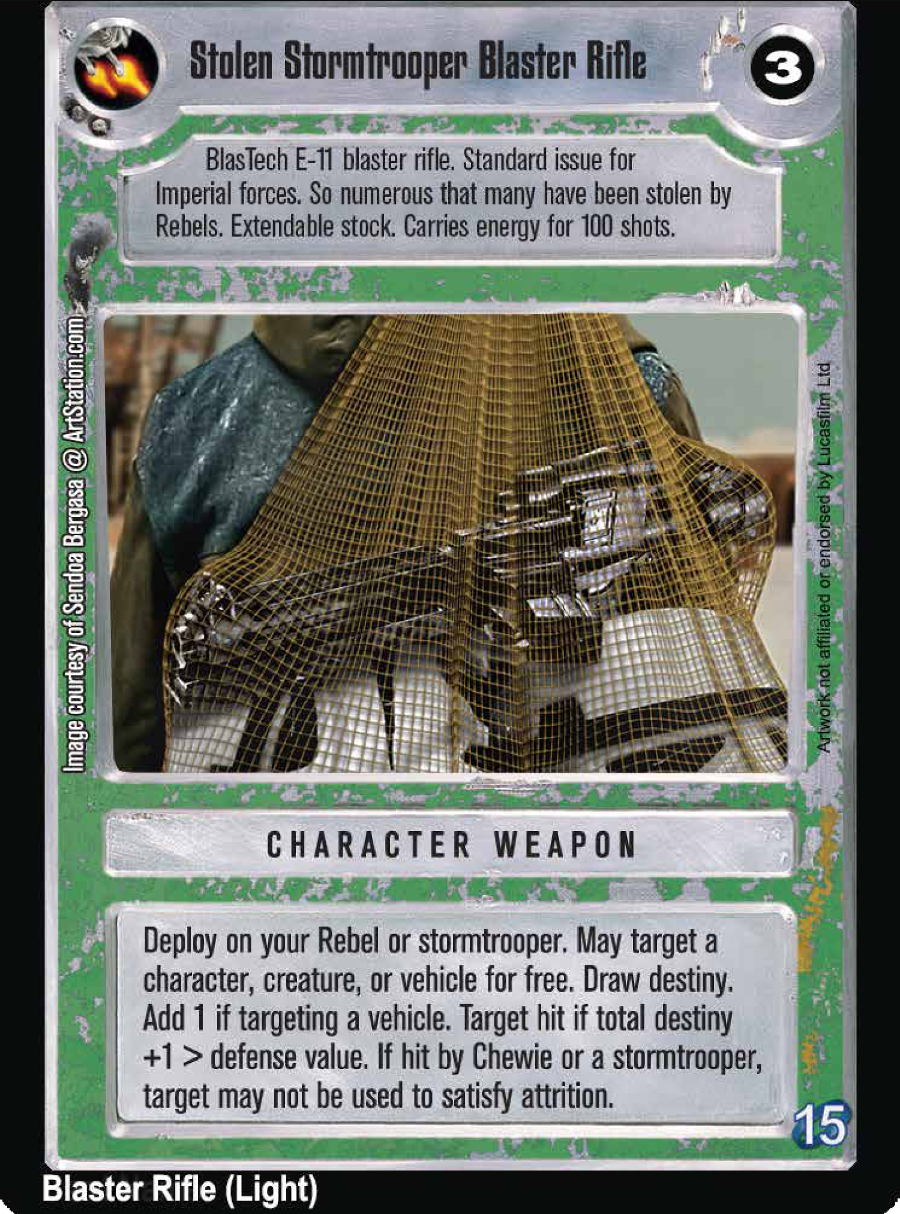 Stolen Stormtrooper Blaster Rifle
3
BlasTech E-11 blaster rifle. Standard issue for
Imperial forces. So numerous that many have been stolen by
Rebels. Extendable stock. Carries energy for 100 shots.
Image courtesy of Sendoa Bergasa @ ArtStation.com
Artwork not affiliated or endorsed by Lucasfilm Ltd
CHARACTER WEAPON
Deploy on your Rebel or stormtrooper. May target a
character, creature, or vehicle for free. Draw destiny.
Add 1 if targeting a vehicle. Target hit if total destiny
+1 > defense value. If hit by Chewie or a stormtrooper,
target may not be used to satisfy attrition.
15
Blaster Rifle (Light)